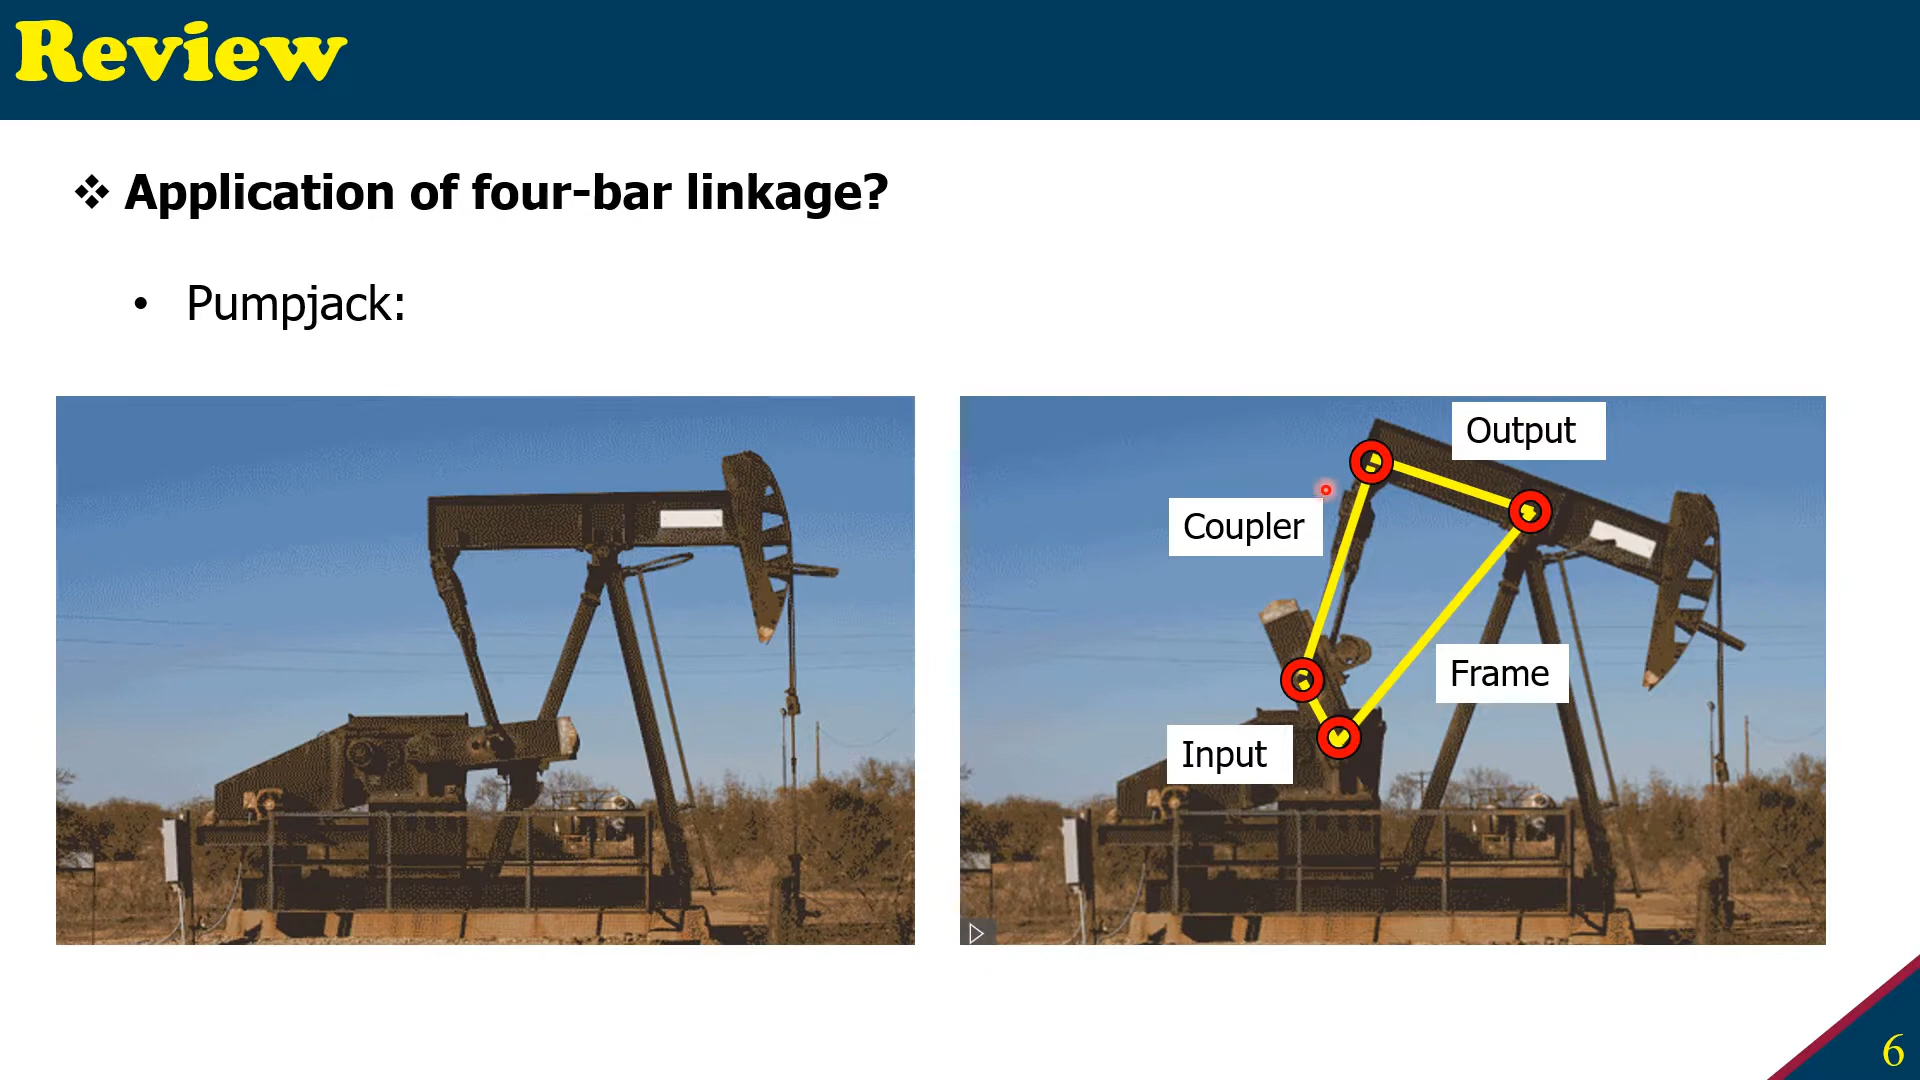 Review
Application of four-bar linkage?
Pumpjack:
Output
Coupler
Frame
Input
6